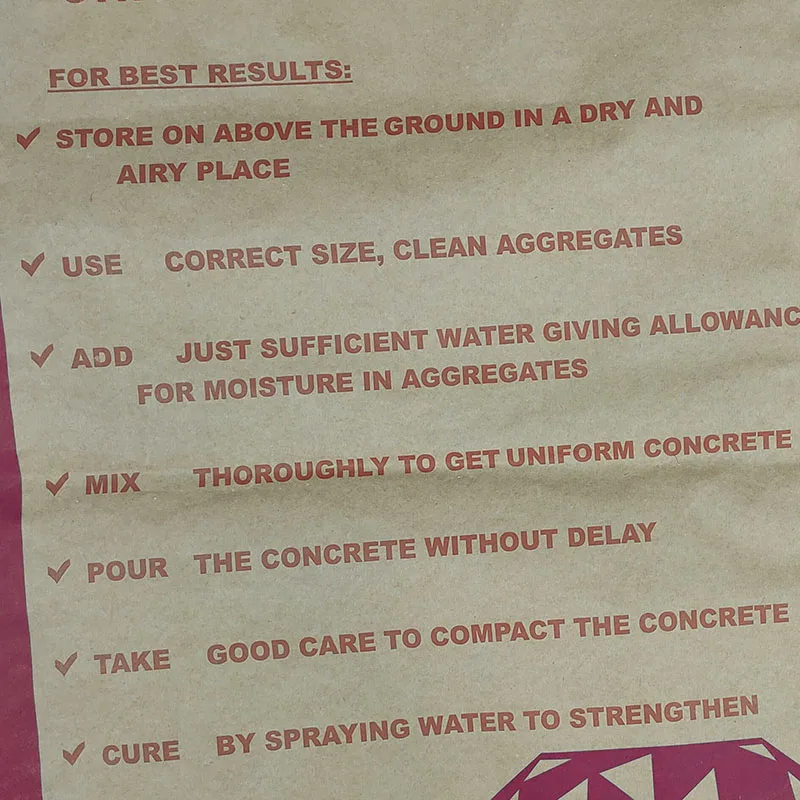 FOR BEST RESULTS:
✓ STORE ON ABOVE THE GROUND IN A DRY AND
AIRY PLACE
✓ USE CORRECT SIZE, CLEAN AGGREGATES
✓ ADD JUST SUFFICIENT WATER GIVING ALLOWANC
FOR MOISTURE IN AGGREGATES
✓ MIX THOROUGHLY TO GET UNIFORM CONCRETE
✓ POUR THE CONCRETE WITHOUT DELAY
✓ TAKE GOOD CARE TO COMPACT THE CONCRETE
✓ CURE BY SPRAYING WATER TO STRENGTHEN